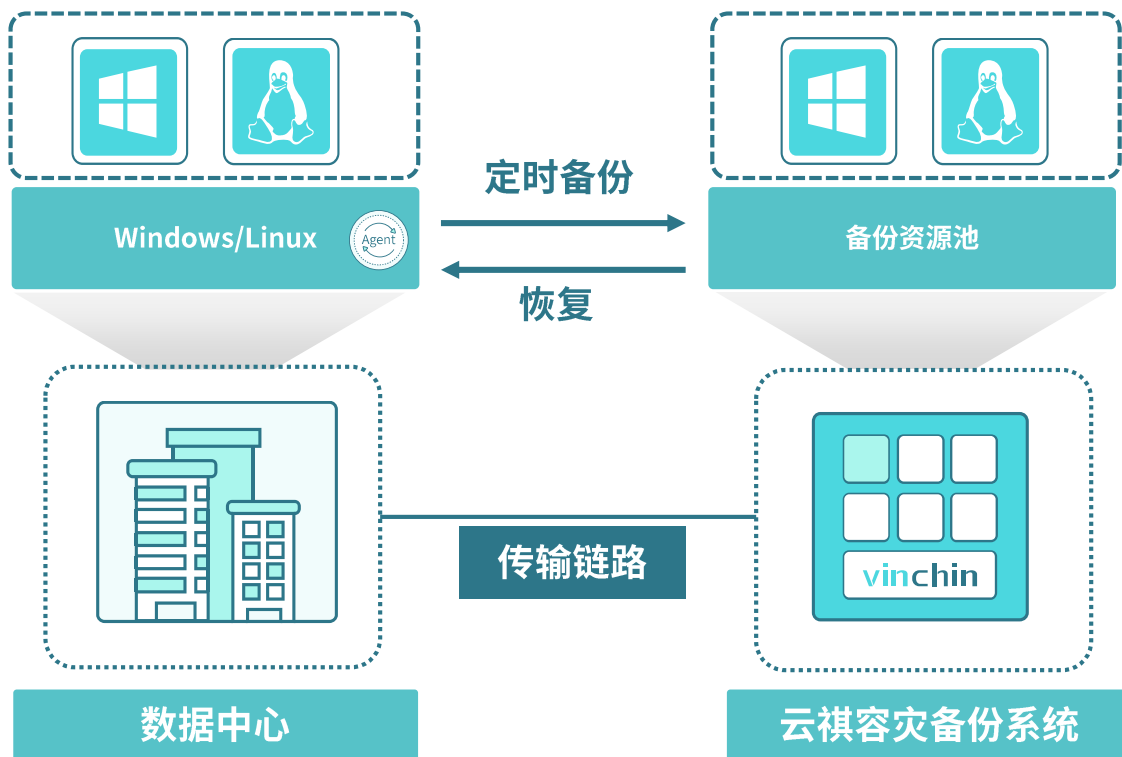 定时备份
Windows/Linux
Agent
备份资源池
恢复
传输链路
vinchin
数据中心
云祺容灾备份系统